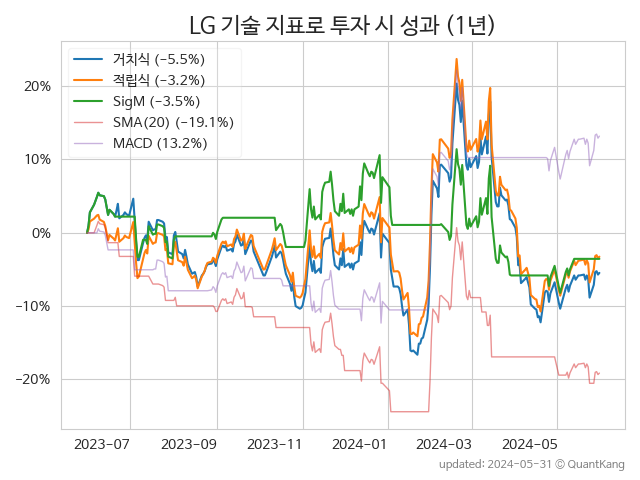 LG 기술 지표로 투자 시 성과 (1년)
거치식 (−5.5%)
적립식 (−3.2%)
SigM (−3.5%)
SMA(20) (−19.1%)
MACD (13.2%)
20%
10%
0%
−10%
−20%
2023−07
2023−09
2023−11
2024−01
2024−03
2024−05
updated: 2024−05−31 © QuantKang